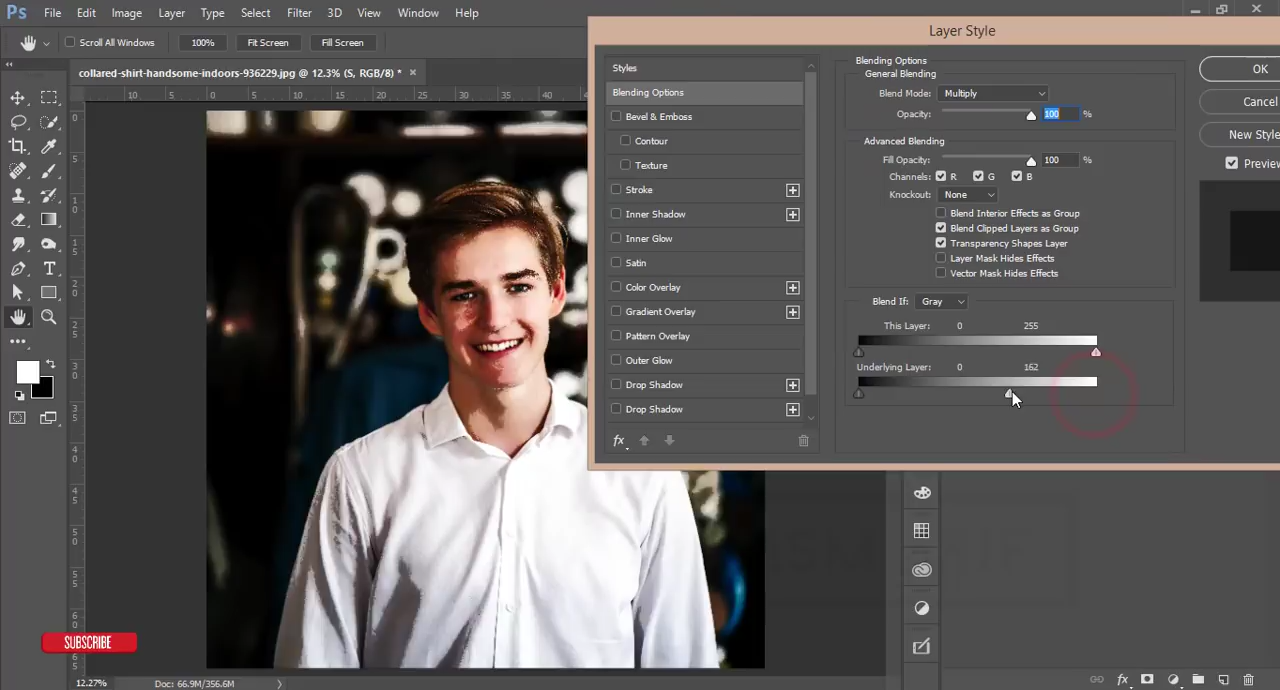 Ps File Edit Image Layer Type Select Filter 3D View Window Help
Scroll All Windows 100% Fit Screen Fill Screen
collared-shirt-handsome-indoors-936229.jpg @ 12.3% (S, RGB/8) * ×
Layer Style
Styles
Blending Options
Bevel & Emboss
Contour
Texture
Stroke
Inner Shadow
Inner Glow
Satin
Color Overlay
Gradient Overlay
Pattern Overlay
Outer Glow
Drop Shadow
Drop Shadow
fx
Blending Options
General Blending
Blend Mode: Multiply
Opacity: 100 %
Advanced Blending
Fill Opacity: 100 %
Channels: R G B
Knockout: None
Blend Interior Effects as Group
Blend Clipped Layers as Group
Transparency Shapes Layer
Layer Mask Hides Effects
Vector Mask Hides Effects
Blend If: Gray
This Layer: 0 255
Underlying Layer: 0 162
OK
Cancel
New Style
Preview
SUBSCRIBE
12.27% Doc: 66.9M/356.6M
fx